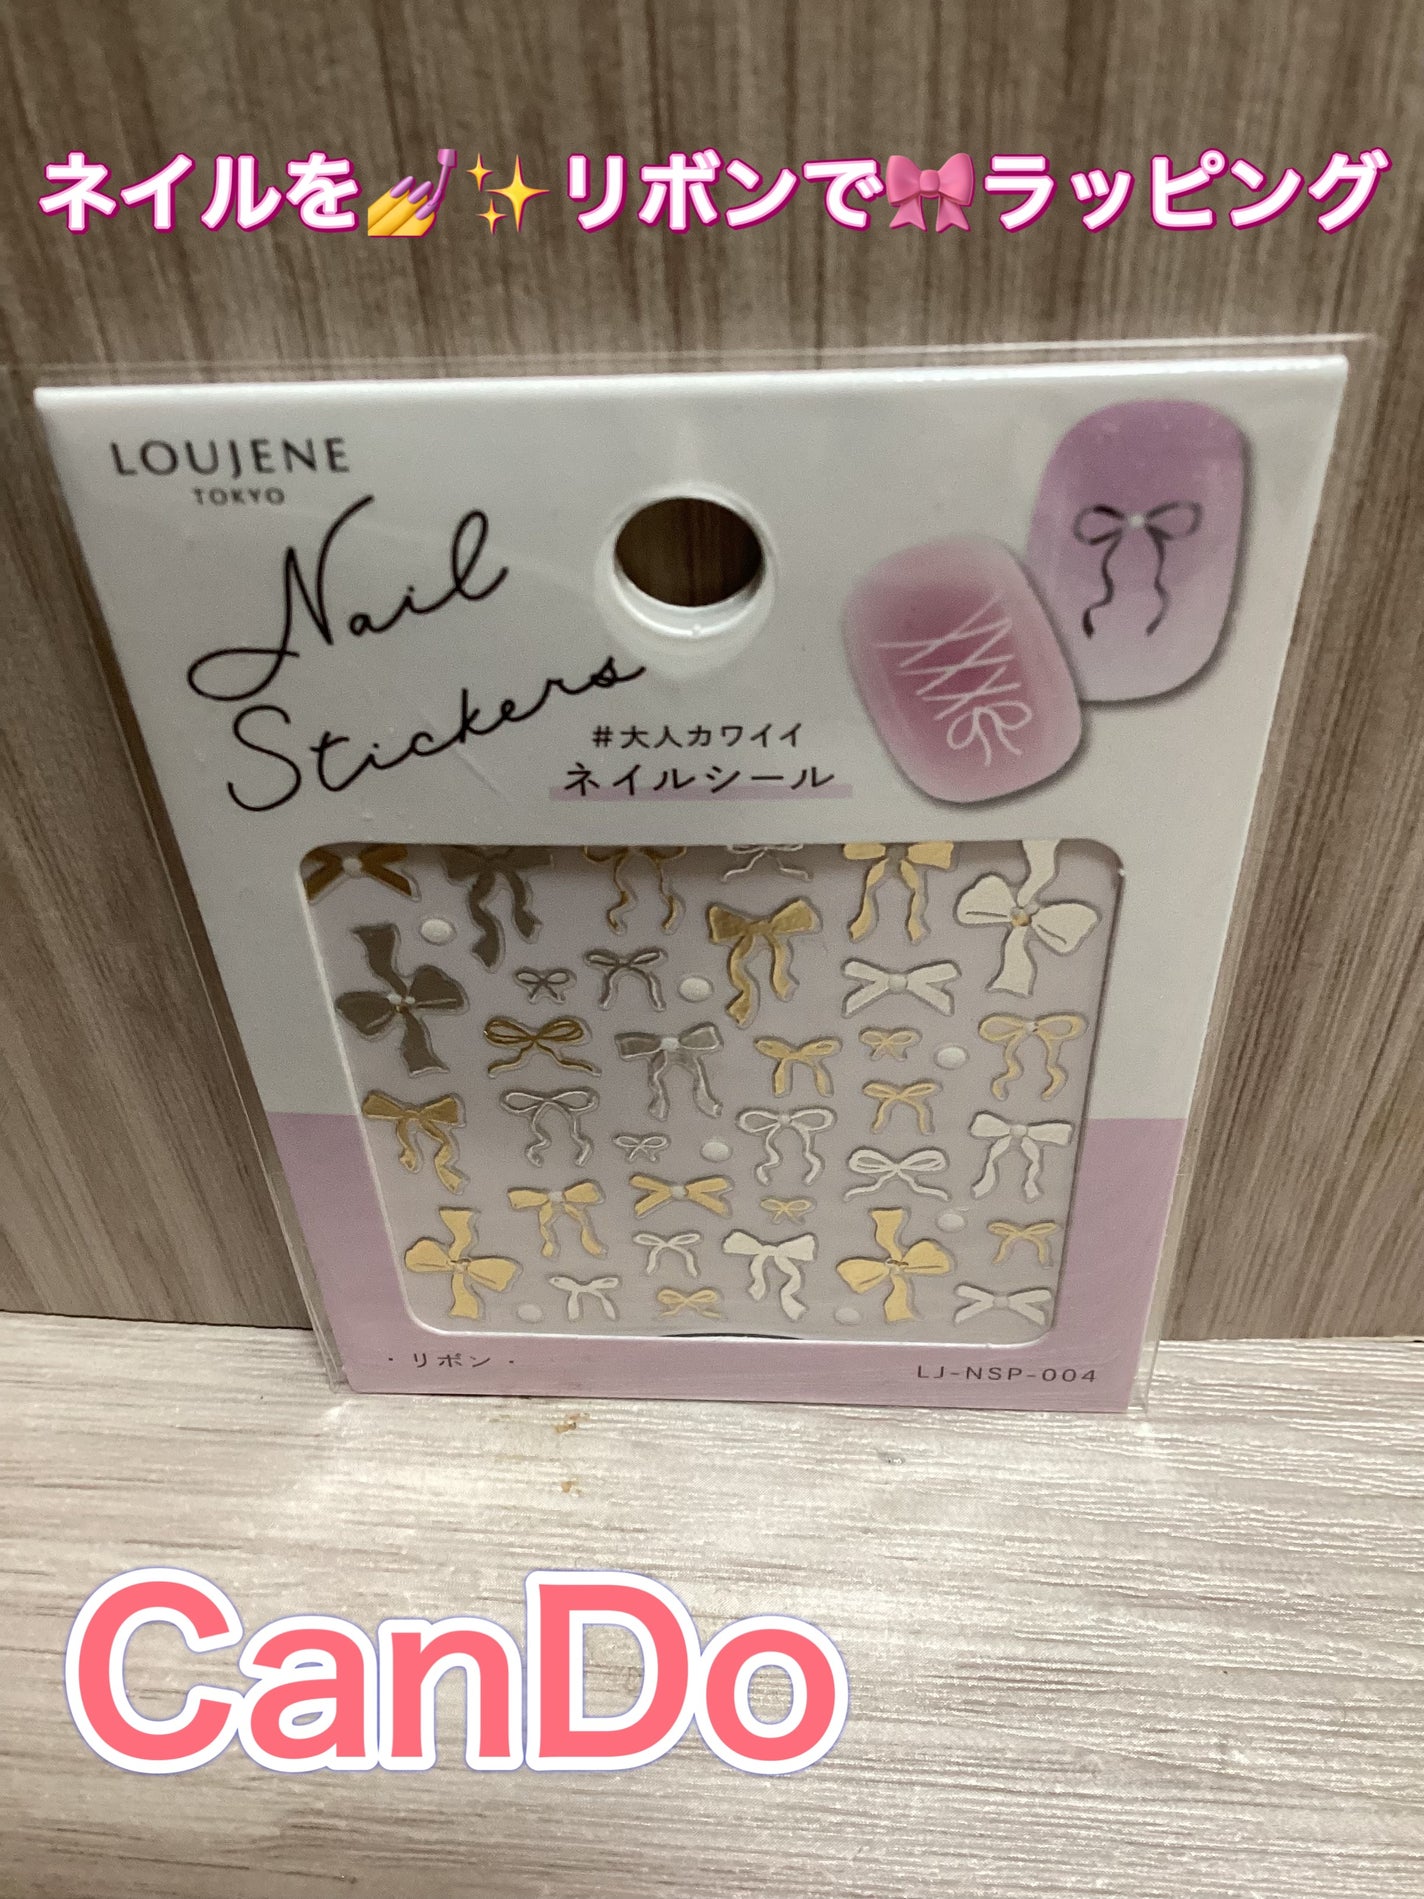 ネイルを💅✨リボンで🎀ラッピング
LOUJENE
TOKYO
Nail
Stickers
#大人カワイイ
ネイルシール
・リボン・
LJ-NSP-004
CanDo